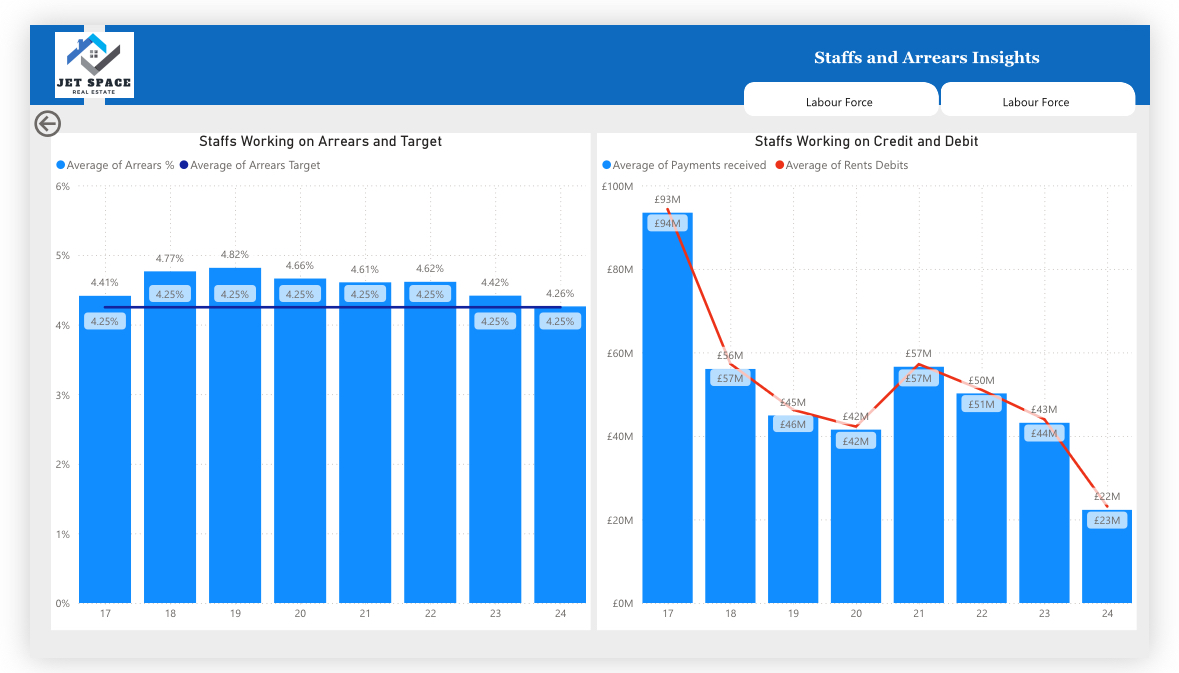 JET SPACE
REAL ESTATE
Staffs and Arrears Insights
Labour Force
Labour Force
Staffs Working on Arrears and Target
Average of Arrears % Average of Arrears Target
6%
5%
4%
3%
2%
1%
0%
4.41%
4.77%
4.82%
4.66%
4.61%
4.62%
4.42%
4.26%
4.25%
4.25%
4.25%
4.25%
4.25%
4.25%
4.25%
4.25%
17 18 19 20 21 22 23 24
Staffs Working on Credit and Debit
Average of Payments received Average of Rents Debits
£100M
£80M
£60M
£40M
£20M
£0M
£93M
£56M
£45M
£42M
£57M
£50M
£43M
£22M
£94M
£57M
£46M
£42M
£57M
£51M
£44M
£23M
17 18 19 20 21 22 23 24